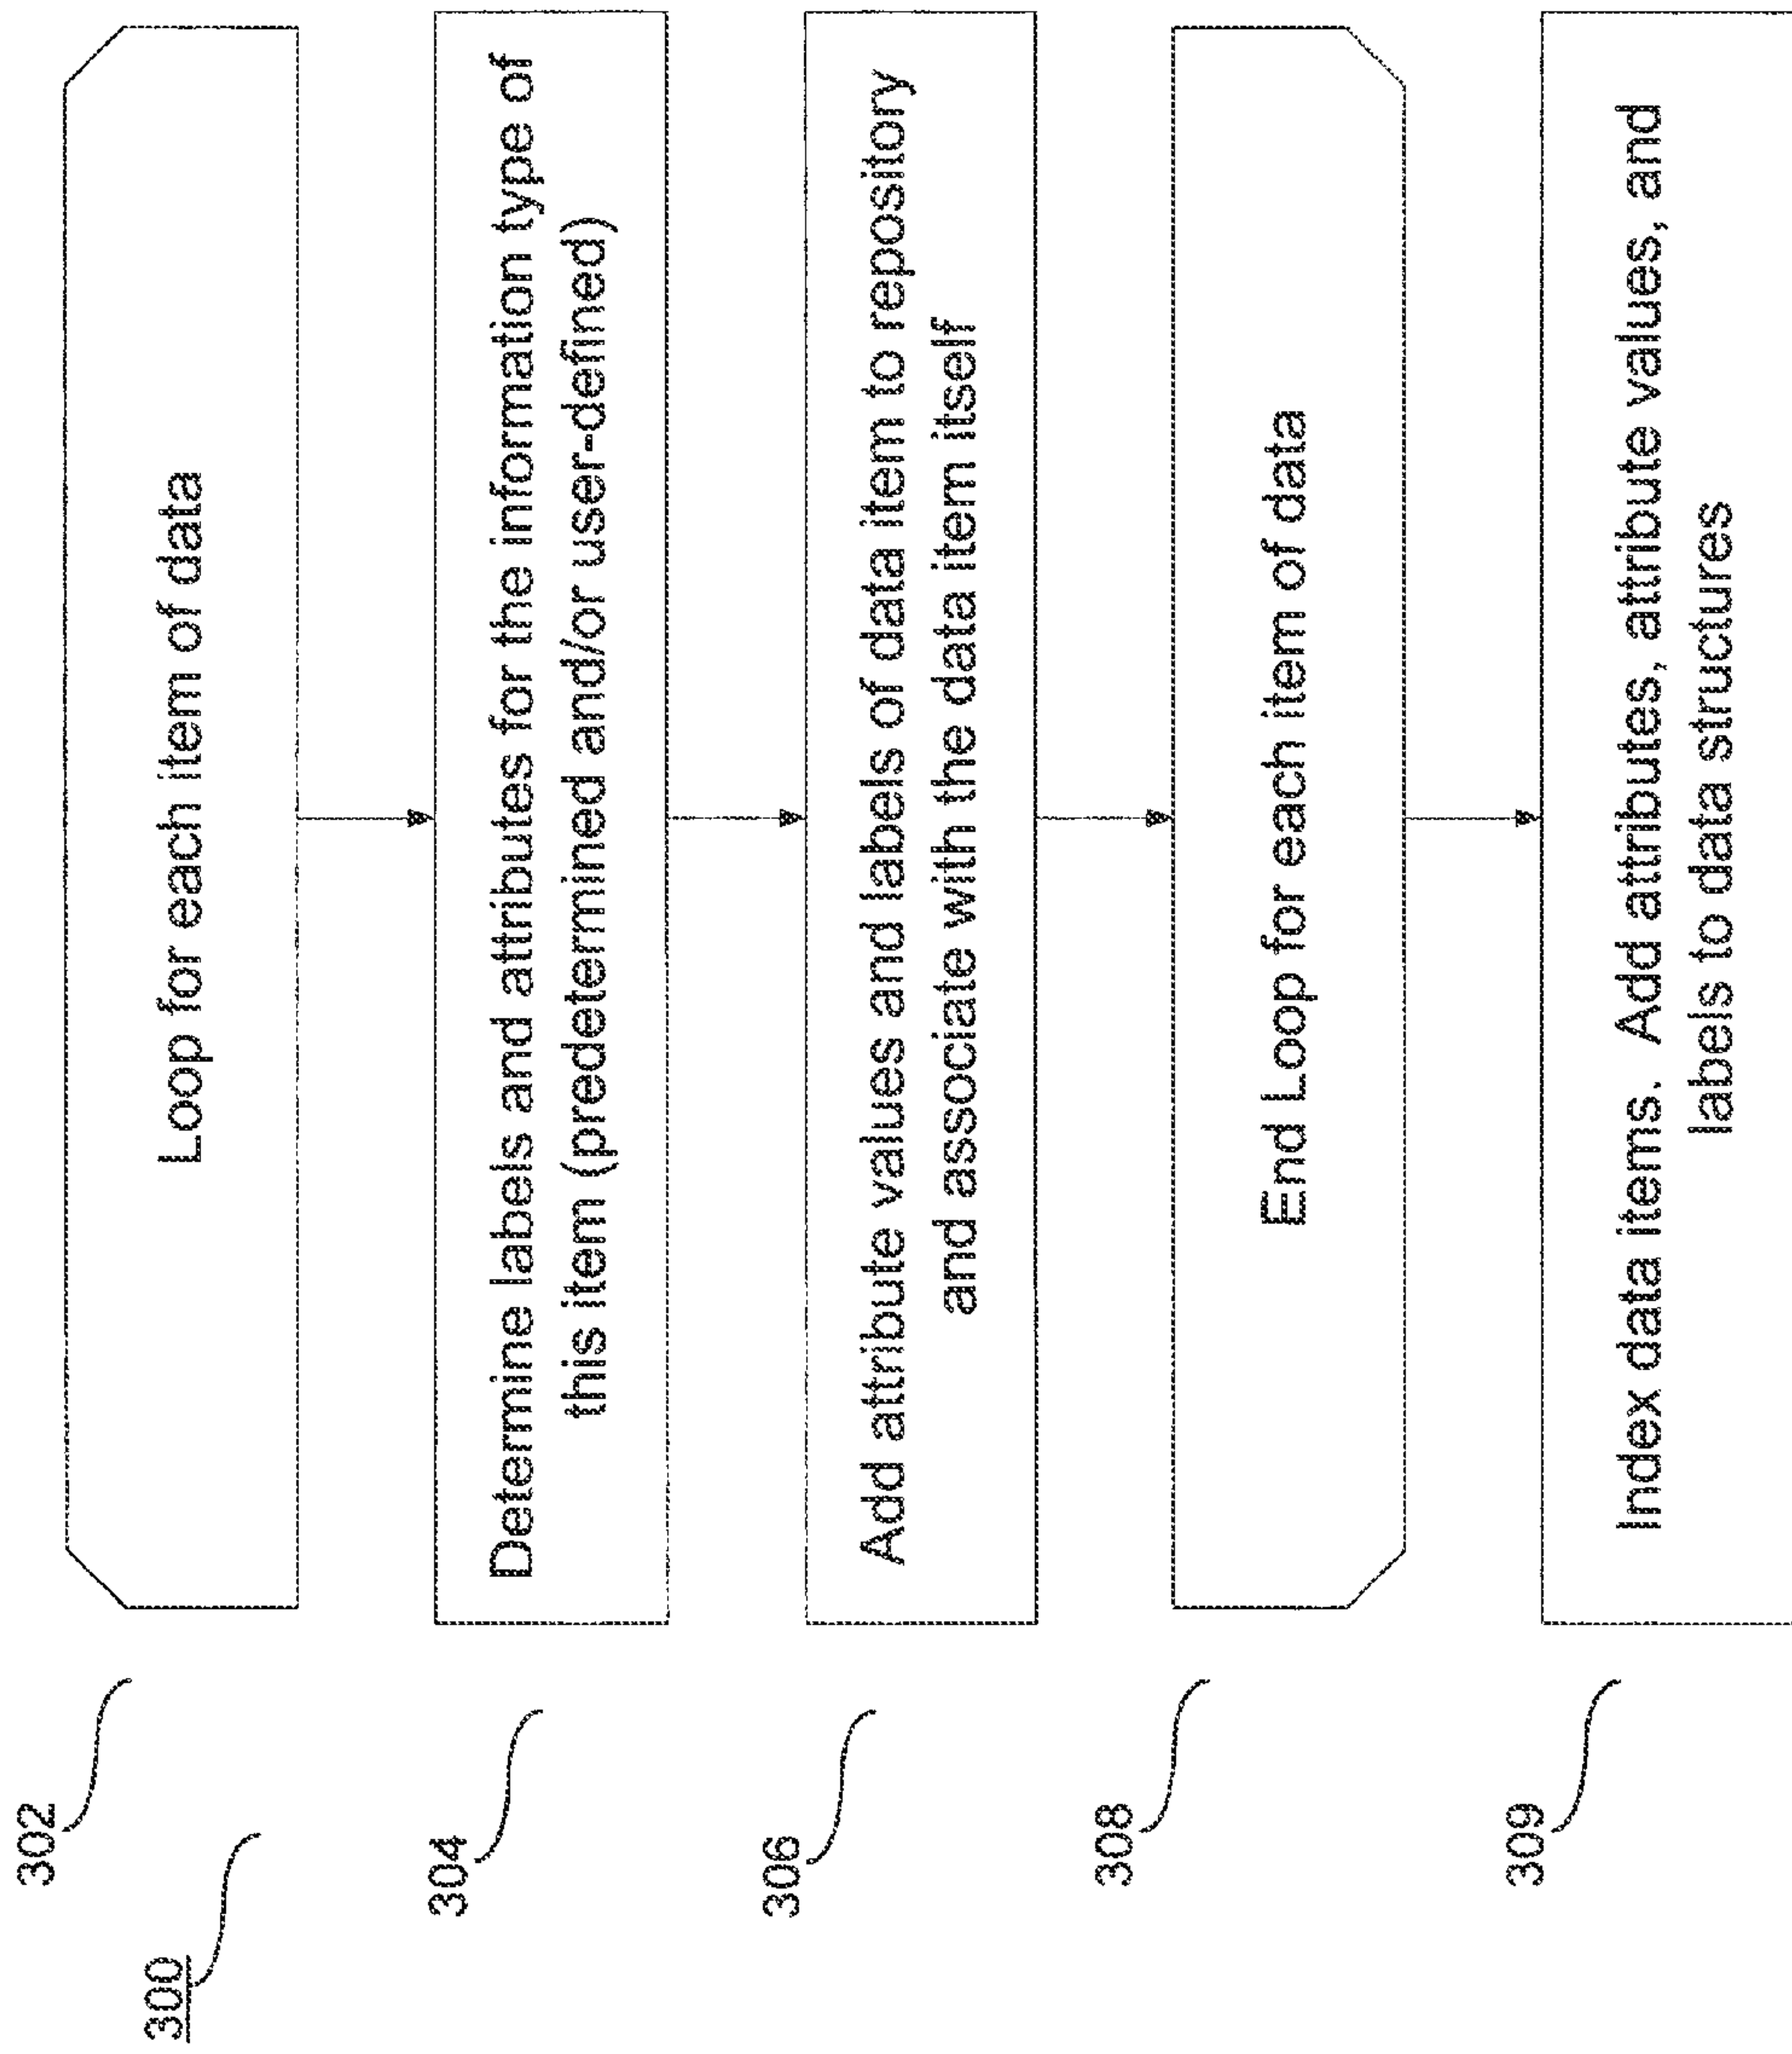 300
302
Loop for each item of data
304
Determine labels and attributes for the information type of
this item (predetermined and/or user-defined)
306
Add attribute values and labels of data item to repository
and associate with the data item itself
308
End Loop for each item of data
309
Index data items. Add attributes, attribute values, and
labels to data structures